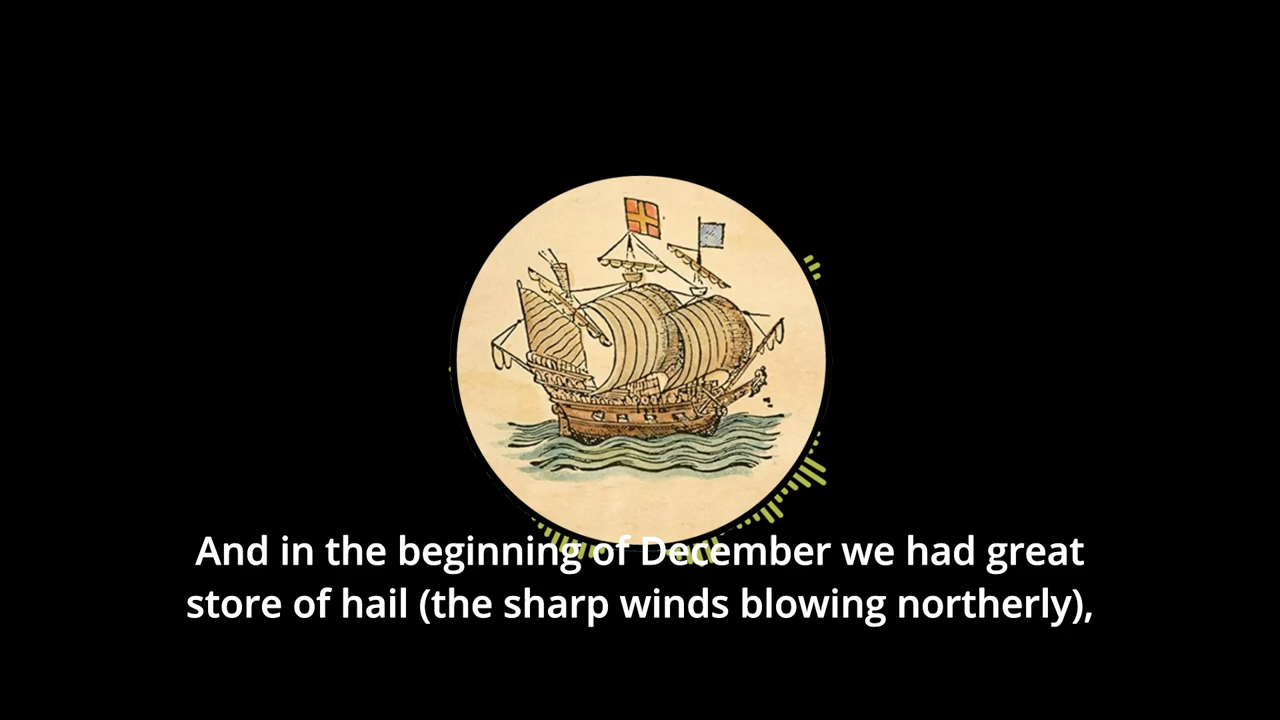 And in the beginning of December we had great
store of hail (the sharp winds blowing northerly),